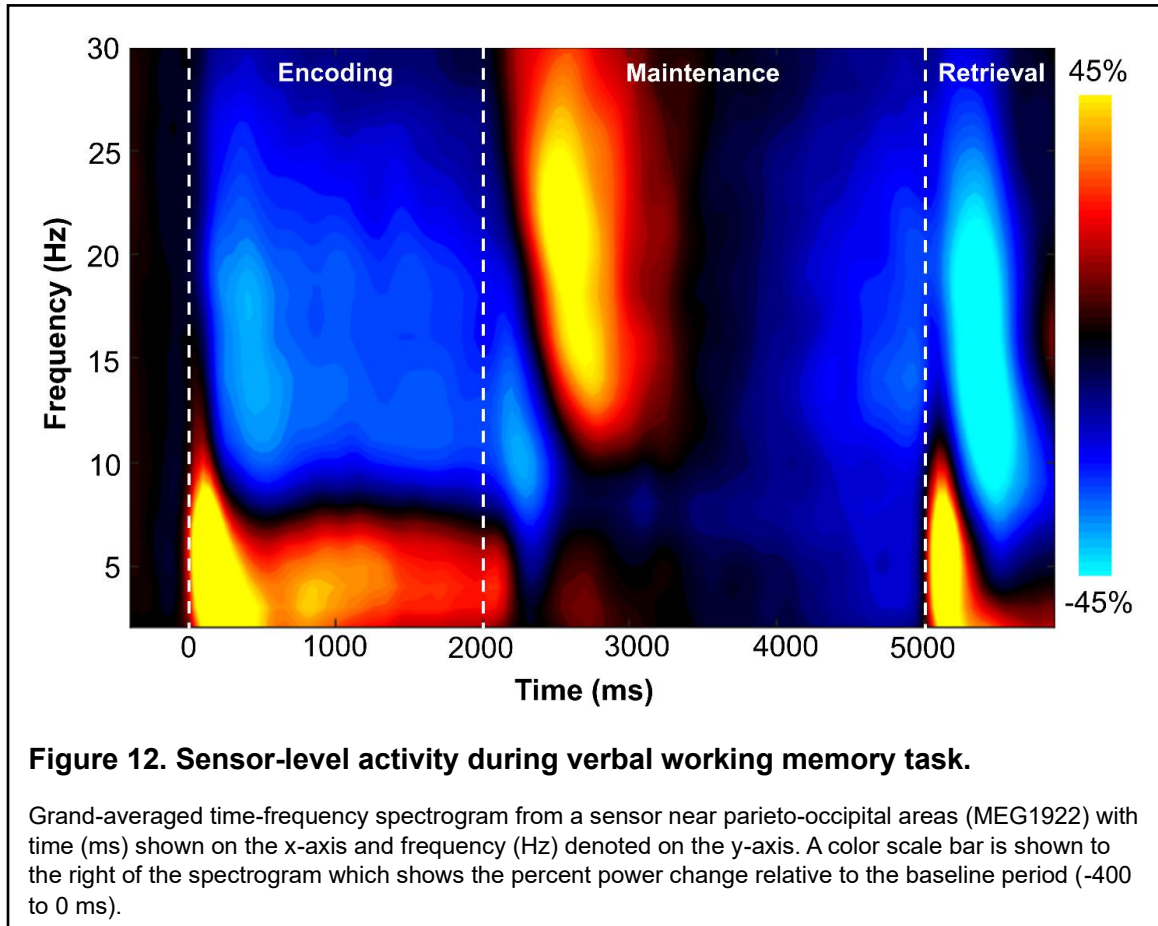 30
Encoding
Maintenance
Retrieval
45%
25
20
15
10
5
Frequency (Hz)
-45%
0
1000
2000
3000
4000
5000
Time (ms)
Figure 12. Sensor-level activity during verbal working memory task.
Grand-averaged time-frequency spectrogram from a sensor near parieto-occipital areas (MEG1922) with
time (ms) shown on the x-axis and frequency (Hz) denoted on the y-axis. A color scale bar is shown to
the right of the spectrogram which shows the percent power change relative to the baseline period (-400
to 0 ms).